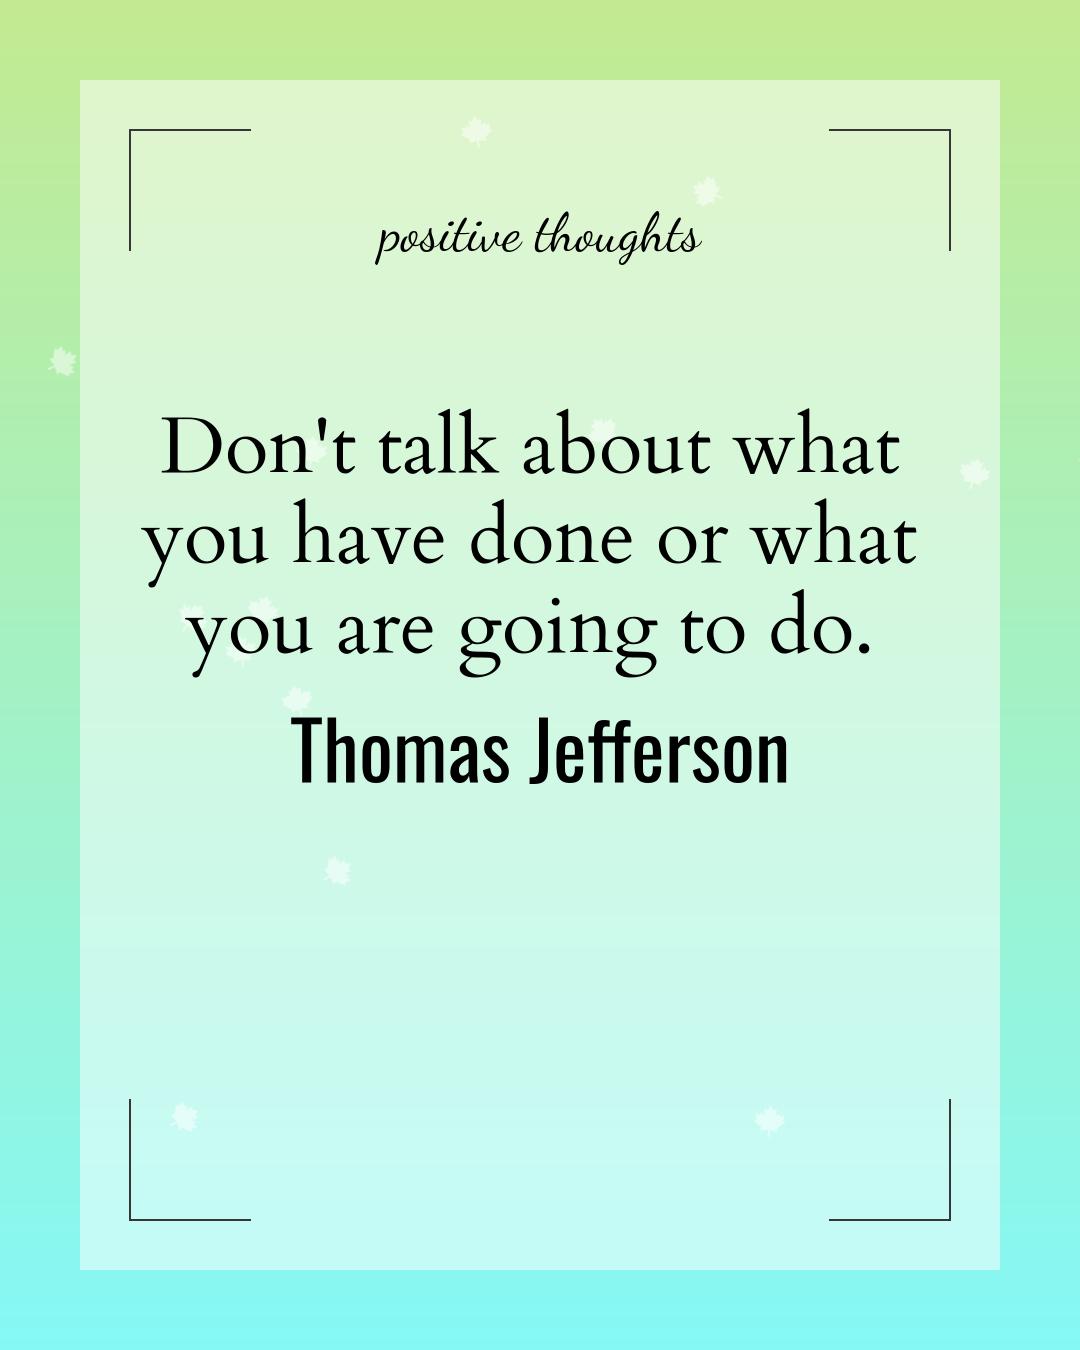 positive thoughts
Don't talk about what
you have done or what
you are going to do.
Thomas Jefferson